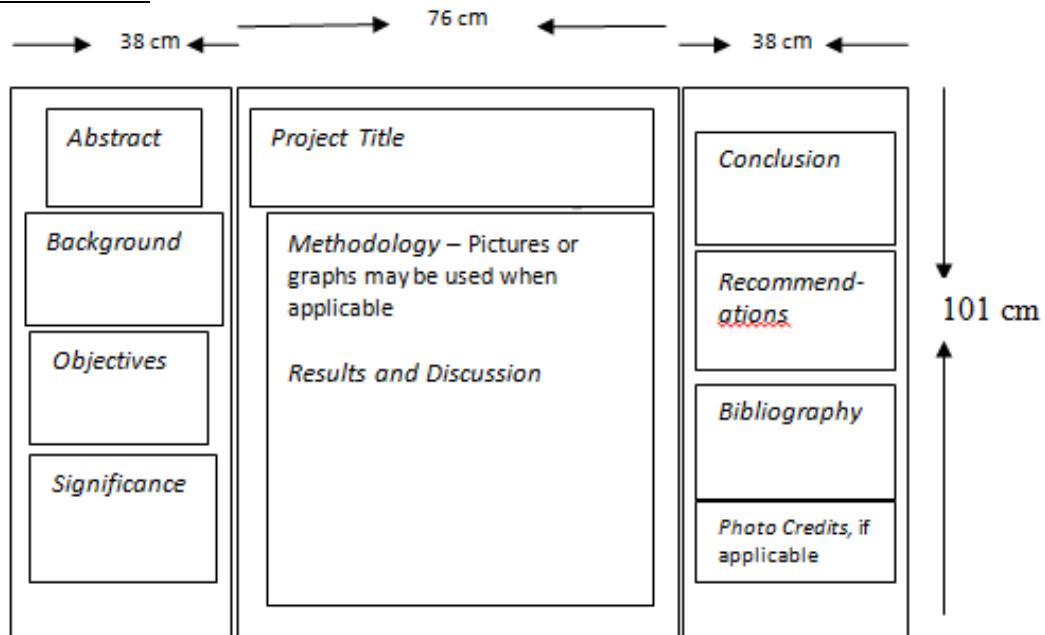 38 cm
76 cm
38 cm
Abstract
Background
Objectives
Significance
Project Title
Methodology – Pictures or
graphs may be used when
applicable
Results and Discussion
Conclusion
Recommend-
ations
Bibliography
Photo Credits, if
applicable
101 cm